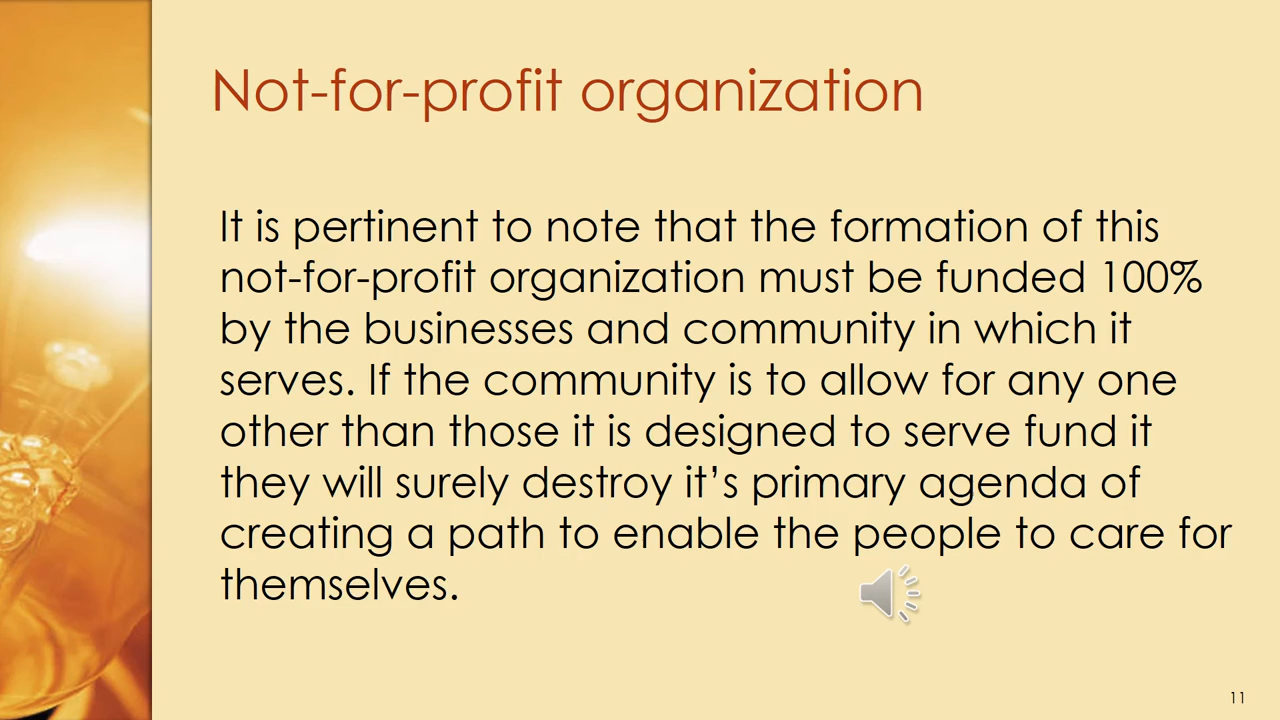 Not-for-profit organization
It is pertinent to note that the formation of this
not-for-profit organization must be funded 100%
by the businesses and community in which it
serves. If the community is to allow for any one
other than those it is designed to serve fund it
they will surely destroy it’s primary agenda of
creating a path to enable the people to care for
themselves.
11